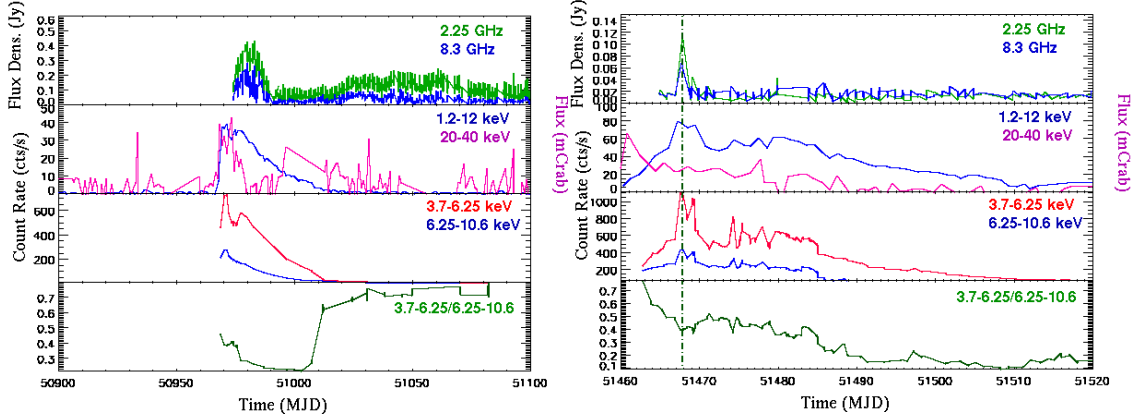 Flux Dens. (Jy)
0.6
0.5
0.4
0.3
0.2
0.1
0.0
2.25 GHz
8.3 GHz
Count Rate (cts/s)
40
30
20
10
0
1.2-12 keV
20-40 keV
Flux (mCrab)
600
400
200
3.7-6.25 keV
6.25-10.6 keV
0.7
0.6
0.5
0.4
0.3
3.7-6.25/6.25-10.6
50900
50950
51000
51050
51100
Time (MJD)
Flux Dens. (Jy)
0.14
0.12
0.10
0.08
0.06
0.04
0.02
2.25 GHz
8.3 GHz
Count Rate (cts/s)
100
80
60
40
20
0
1.2-12 keV
20-40 keV
Flux (mCrab)
1000
800
600
400
200
3.7-6.25 keV
6.25-10.6 keV
0.7
0.6
0.5
0.4
0.3
0.2
0.1
3.7-6.25/6.25-10.6
51460
51470
51480
51490
51500
51510
51520
Time (MJD)